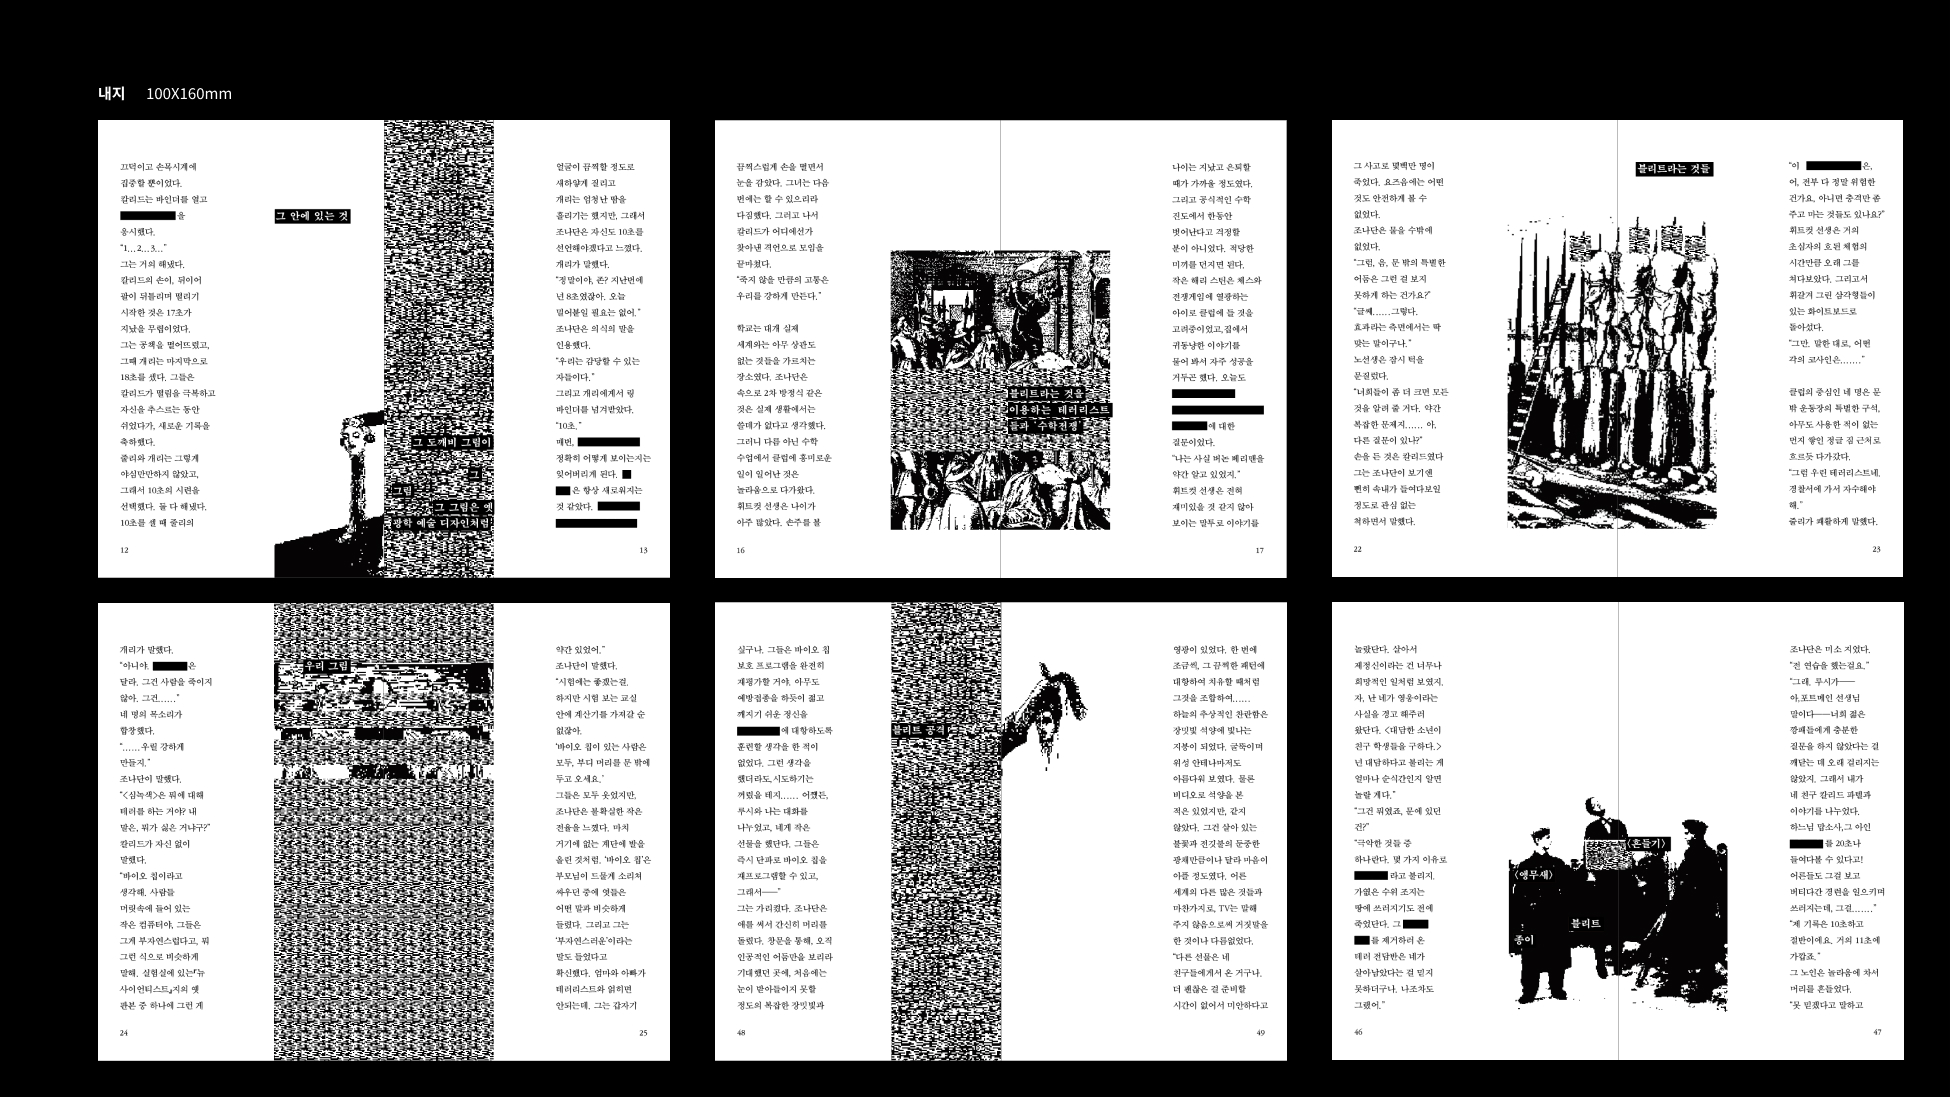 내지 100X160mm
끄덕이고 손목시계에
집중할 뿐이었다.
칼리드는 바인더를 열고
을
응시했다.
“1... 2... 3...”
그는 거의 해냈다.
칼리드의 손이, 뒤이어
팔이 뒤틀리며 떨리기
시작한 것은 17초가
지났을 무렵이었다.
그는 공책을 떨어뜨렸고,
그때 개리는 마지막으로
18초를 셌다. 그들은
칼리드가 떨림을 극복하고
자신을 추스르는 동안
쉬었다가, 새로운 기록을
축하했다.
줄리와 개리는 그렇게
야심만만하지 않았고,
그래서 10초의 시련을
선택했다. 둘 다 해냈다.
10초를 셀 때 줄리의
12
그 안에 있는 것
그 도깨비 그림이
그
그림
그 그림은 옛
광학 예술 디자인처럼
얼굴이 끔찍할 정도로
새하얗게 질리고
개리는 엄청난 땀을
흘리기는 했지만, 그래서
조나단은 자신도 10초를
선언해야겠다고 느꼈다.
개리가 말했다.
“정말이야, 존? 지난번에
넌 8초였잖아. 오늘
밀어붙일 필요는 없어.”
조나단은 의식의 말을
인용했다.
“우리는 감당할 수 있는
자들이다.”
그리고 개리에게서 링
바인더를 넘겨받았다.
“10초.”
매번,
정확히 어떻게 보이는지는
잊어버리게 된다.
은 항상 새로워지는
것 같았다.
13
끔찍스럽게 손을 떨면서
눈을 감았다. 그녀는 다음
번에는 할 수 있으리라
다짐했다. 그리고 나서
칼리드가 어디에선가
찾아낸 격언으로 모임을
끝마쳤다.
“죽지 않을 만큼의 고통은
우리를 강하게 만든다.”
학교는 대개 실제
세계와는 아무 상관도
없는 것들을 가르치는
장소였다. 조나단은
속으로 2차 방정식 같은
것은 실제 생활에서는
쓸데가 없다고 생각했다.
그러니 다름 아닌 수학
수업에서 클럽에 흥미로운
일이 일어난 것은
놀라움으로 다가왔다.
휘트컷 선생은 나이가
아주 많았다. 손주를 볼
16
블리트라는 것을
이용하는 테러리스트
들과 ‘수학전쟁’
나이는 지났고 은퇴할
때가 가까울 정도였다.
그리고 공식적인 수학
진도에서 한동안
벗어난다고 걱정할
분이 아니었다. 적당한
미끼를 던지면 된다.
작은 해리 스틴은 체스와
전쟁게임에 열광하는
아이로 클럽에 들 것을
고려중이었고,집에서
귀동냥한 이야기를
물어 봐서 자주 성공을
거두곤 했다. 오늘도
에 대한
질문이었다.
“나는 사실 버논 베리맨을
약간 알고 있었지.”
휘트컷 선생은 전혀
재미있을 것 같지 않아
보이는 말투로 이야기를
17
그 사고로 몇백만 명이
죽었다. 요즈음에는 어떤
것도 안전하게 볼 수
없었다.
조나단은 물을 수밖에
없었다.
“그럼, 음, 문 밖의 특별한
어둠은 그런 걸 보지
못하게 하는 건가요?”
“글쎄……그렇다.
효과라는 측면에서는 딱
맞는 말이구나.”
노선생은 잠시 턱을
문질렀다.
“너희들이 좀 더 크면 모든
것을 알려 줄 거다. 약간
복잡한 문제지…… 아,
다른 질문이 있나?”
손을 든 것은 칼리드였다
그는 조나단이 보기엔
뻔히 속내가 들여다보일
정도로 관심 없는
척하면서 말했다.
22
블리트라는 것들
“이 은,
어, 전부 다 정말 위험한
건가요, 아니면 충격만 좀
주고 마는 것들도 있나요?”
휘트컷 선생은 거의
초심자의 호된 체험의
시간만큼 오래 그를
쳐다보았다. 그리고서
휘갈겨 그린 삼각형들이
있는 화이트보드로
돌아섰다.
“그만. 말한 대로, 어떤
각의 코사인은…….”
클럽의 중심인 네 명은 문
밖 운동장의 특별한 구석,
아무도 사용한 적이 없는
먼지 쌓인 정글 짐 근처로
흐르듯 다가갔다.
“그럼 우린 테러리스트네.
경찰서에 가서 자수해야
해.”
줄리가 쾌활하게 말했다.
23
개리가 말했다.
“아니야. 은
달라. 그건 사람을 죽이지
않아. 그건……”
네 명의 목소리가
합창했다.
“……우릴 강하게
만들지.”
조나단이 말했다.
“〈심녹색〉은 뭐에 대해
테러를 하는 거야? 내
말은, 뭐가 싫은 거냐구?”
칼리드가 자신 없이
말했다.
“바이오 칩이라고
생각해. 사람들
머릿속에 들어 있는
작은 컴퓨터야. 그들은
그게 부자연스럽다고, 뭐
그런 식으로 비슷하게
말해. 실험실에 있는『뉴
사이언티스트』지의 옛
판본 중 하나에 그런 게
24
우리 그림
약간 있었어.”
조나단이 말했다.
“시험에는 좋겠는걸.
하지만 시험 보는 교실
안에 계산기를 가져갈 순
없잖아.
‘바이오 칩이 있는 사람은
모두, 부디 머리를 문 밖에
두고 오세요.’
그들은 모두 웃었지만,
조나단은 불확실한 작은
전율을 느꼈다. 마치
거기에 없는 계단에 발을
올린 것처럼. ‘바이오 칩’은
부모님이 드물게 소리쳐
싸우던 중에 엿들은
어떤 말과 비슷하게
들렸다. 그리고 그는
‘부자연스러운’이라는
말도 들었다고
확신했다. 엄마와 아빠가
테러리스트와 얽히면
안되는데. 그는 갑자기
25
싶구나. 그들은 바이오 칩
보호 프로그램을 완전히
재평가할 거야. 아무도
예방접종을 하듯이 젊고
깨지기 쉬운 정신을
에 대항하도록
훈련할 생각을 한 적이
없었다. 그런 생각을
했더라도,시도하기는
꺼렸을 테지…… 어쨌든,
루시와 나는 대화를
나누었고, 네게 작은
선물을 했단다. 그들은
즉시 단파로 바이오 칩을
재프로그램할 수 있고,
그래서──”
그는 가리켰다. 조나단은
애를 써서 간신히 머리를
돌렸다. 창문을 통해, 오직
인공적인 어둠만을 보리라
기대했던 곳에, 처음에는
눈이 받아들이지 못할
정도의 복잡한 장밋빛과
48
블리트 공격
영광이 있었다. 한 번에
조금씩, 그 끔찍한 패턴에
대항하여 치유할 때처럼
그것을 조합하여……
하늘의 추상적인 찬란함은
장밋빛 석양에 빛나는
지붕이 되었다. 굴뚝이며
위성 안테나마저도
아름다워 보였다. 물론
비디오로 석양을 본
적은 있었지만, 같지
않았다. 그건 살아 있는
불꽃과 전깃불의 둔중한
광채만큼이나 달라 마음이
아플 정도였다. 어른
세계의 다른 많은 것들과
마찬가지로, TV는 말해
주지 않음으로써 거짓말을
한 것이나 다름없었다.
“다른 선물은 네
친구들에게서 온 거구나.
더 괜찮은 걸 준비할
시간이 없어서 미안하다고
49
놀랐단다. 살아서
제정신이라는 건 너무나
희망적인 일처럼 보였지.
자, 난 네가 영웅이라는
사실을 경고 해주러
왔단다. 〈대담한 소년이
친구 학생들을 구하다.〉
넌 대담하다고 불리는 게
얼마나 순식간인지 알면
놀랄 게다.”
“그건 뭐였죠, 문에 있던
건?”
“극악한 것들 중
하나란다. 몇 가지 이유로
라고 불리지.
가엾은 수위 조지는
땅에 쓰러지기도 전에
죽었단다. 그
를 제거하러 온
테러 전담반은 네가
살아남았다는 걸 믿지
못하더구나. 나조차도
그랬어.”
46
〈흔들기〉
〈앵무새〉
블리트
종이
조나단은 미소 지었다.
“전 연습을 했는걸요.”
“그래. 루시가──
아,포트메인 선생님
말이다──너희 젊은
깡패들에게 충분한
질문을 하지 않았다는 걸
깨닫는 데 오래 걸리지는
않았지. 그래서 내가
네 친구 칼리드 파텔과
이야기를 나누었다.
하느님 맙소사,그 아인
를 20초나
들여다볼 수 있다고!
어른들도 그걸 보고
버티다간 경련을 일으키며
쓰러지는데, 그걸…….”
“제 기록은 10초하고
절반이에요. 거의 11초에
가깝죠.”
그 노인은 놀라움에 차서
머리를 흔들었다.
“못 믿겠다고 말하고
47